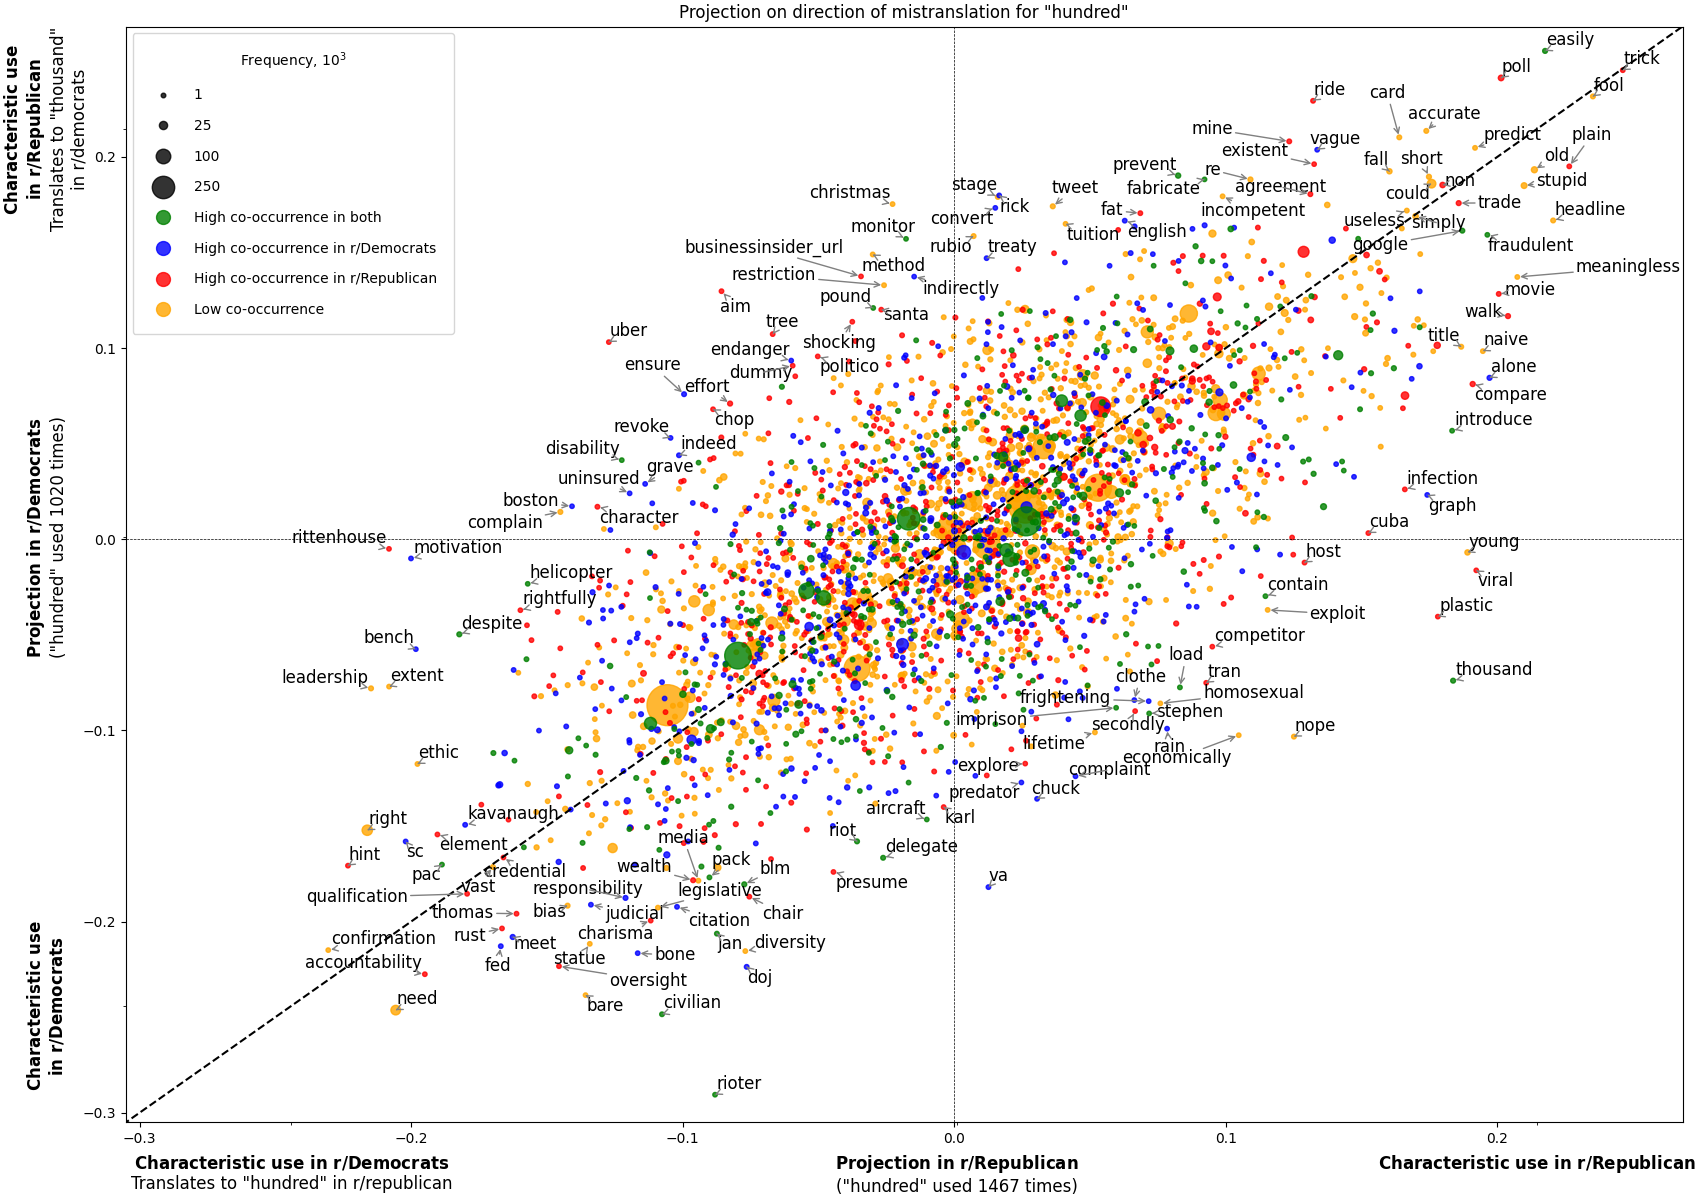 Projection on direction of mistranslation for "hundred"
Characteristic use
in r/Republican
Translates to "thousand"
in r/democrats
Projection in r/Democrats
("hundred" used 1020 times)
Characteristic use
in r/Democrats
Frequency, 10^3
1
25
100
250
High co-occurrence in both
High co-occurrence in r/Democrats
High co-occurrence in r/Republican
Low co-occurrence
0.2
0.1
0.0
−0.1
−0.2
−0.3
easily
trick
poll
fool
ride
card
accurate
mine
vague
predict
plain
existent
fall
short
old
prevent
re
fabricate
agreement
could
non
stupid
stage
tweet
christmas
rick
incompetent
trade
headline
convert
fat
useless
simply
monitor
tuition
english
google
fraudulent
rubio
treaty
businessinsider_url
method
meaningless
restriction
indirectly
movie
pound
santa
aim
walk
uber
tree
shocking
title
naive
endanger
ensure
dummy
politico
alone
effort
compare
chop
introduce
revoke
indeed
disability
grave
uninsured
infection
boston
graph
complain
character
cuba
rittenhouse
motivation
young
host
helicopter
viral
contain
rightfully
plastic
exploit
despite
bench
competitor
load
leadership
extent
tran
thousand
clothe
frightening
homosexual
imprison
stephen
secondly
nope
lifetime
rain
ethic
economically
explore
complaint
predator
chuck
right
kavanaugh
aircraft
karl
riot
hint
sc
element
media
delegate
pac
credential
wealth
pack
blm
va
qualification
vast
responsibility
legislative
presume
thomas
bias
judicial
citation
chair
rust
meet
charisma
jan
diversity
confirmation
fed
statue
bone
accountability
oversight
doj
need
bare
civilian
rioter
−0.3
−0.2
−0.1
0.0
0.1
0.2
Characteristic use in r/Democrats
Translates to "hundred" in r/republican
Projection in r/Republican
("hundred" used 1467 times)
Characteristic use in r/Republican